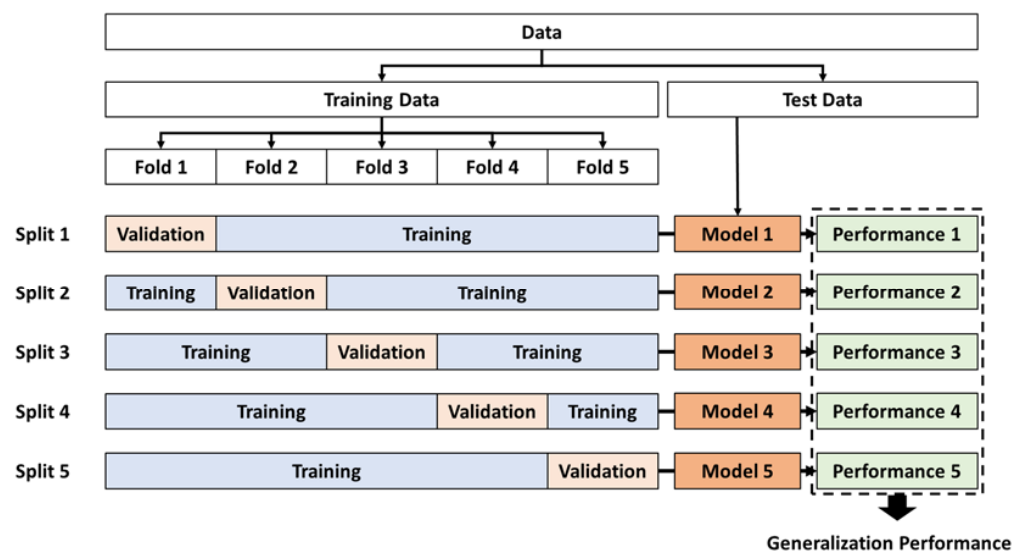 Data
Training Data Test Data
Fold 1 Fold 2 Fold 3 Fold 4 Fold 5
Split 1 Validation Training Model 1 Performance 1
Split 2 Training Validation Training Model 2 Performance 2
Split 3 Training Validation Training Model 3 Performance 3
Split 4 Training Validation Training Model 4 Performance 4
Split 5 Training Validation Model 5 Performance 5
Generalization Performance